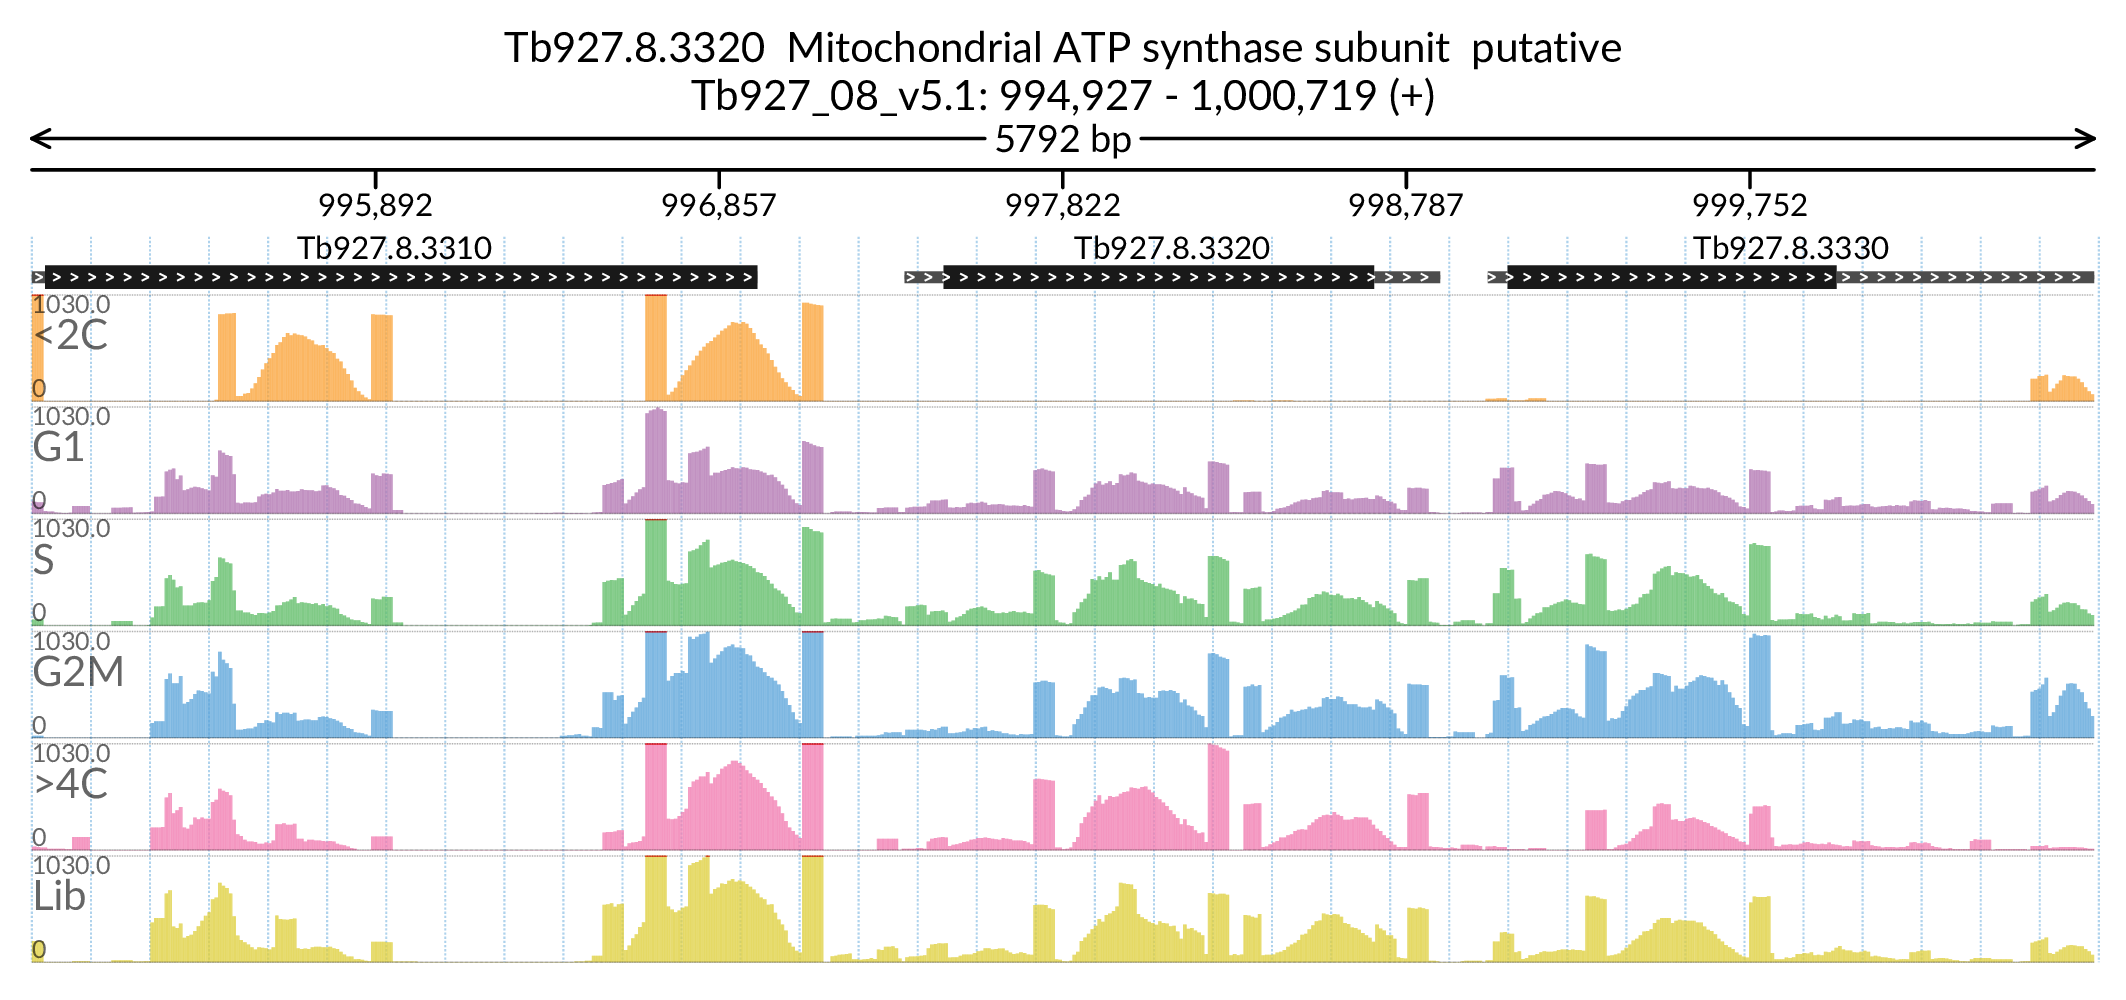 Tb927.8.3320 Mitochondrial ATP synthase subunit putative
Tb927_08_v5.1: 994,927 - 1,000,719 (+)
5792 bp
995,892 996,857 997,822 998,787 999,752
Tb927.8.3310 Tb927.8.3320 Tb927.8.3330
1030.0
<2C
0
1030.0
G1
0
1030.0
S
0
1030.0
G2M
0
1030.0
>4C
0
1030.0
Lib
0